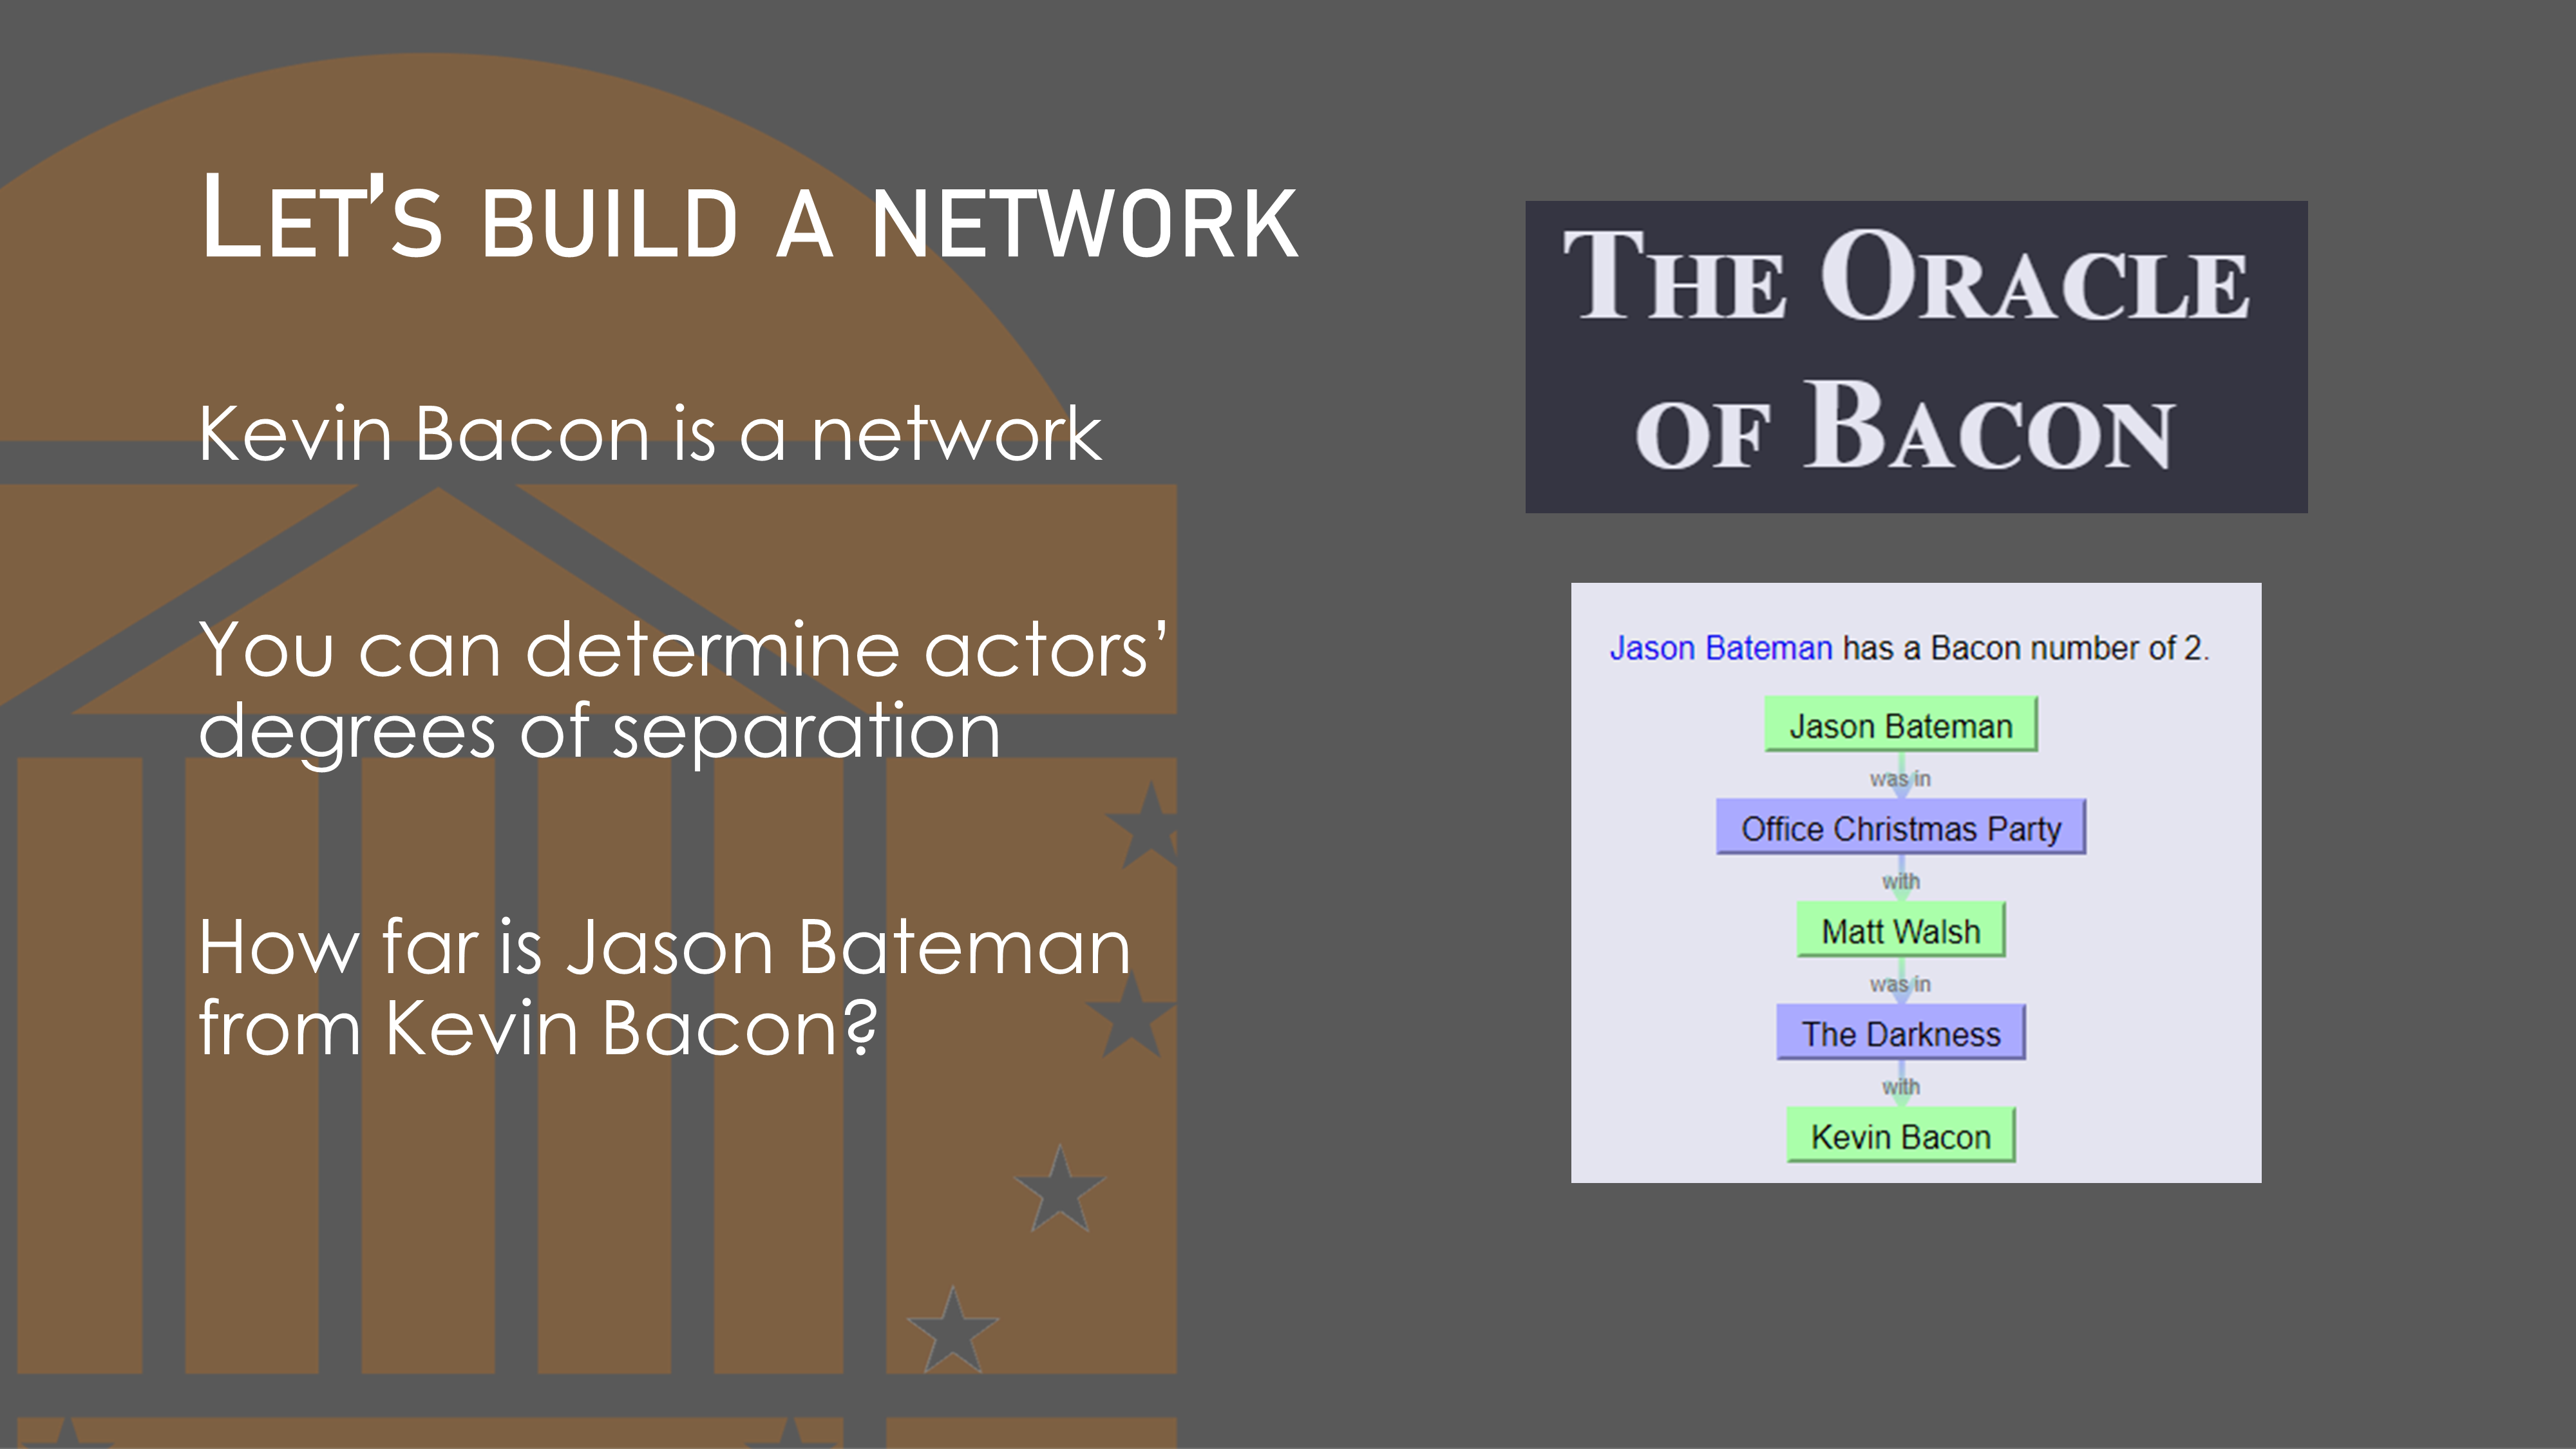 LET'S BUILD A NETWORK
Kevin Bacon is a network
You can determine actors'
degrees of separation
How far is Jason Bateman
from Kevin Bacon?
THE ORACLE
OF BACON
Jason Bateman has a Bacon number of 2.
Jason Bateman
was in
Office Christmas Party
with
Matt Walsh
was in
The Darkness
with
Kevin Bacon